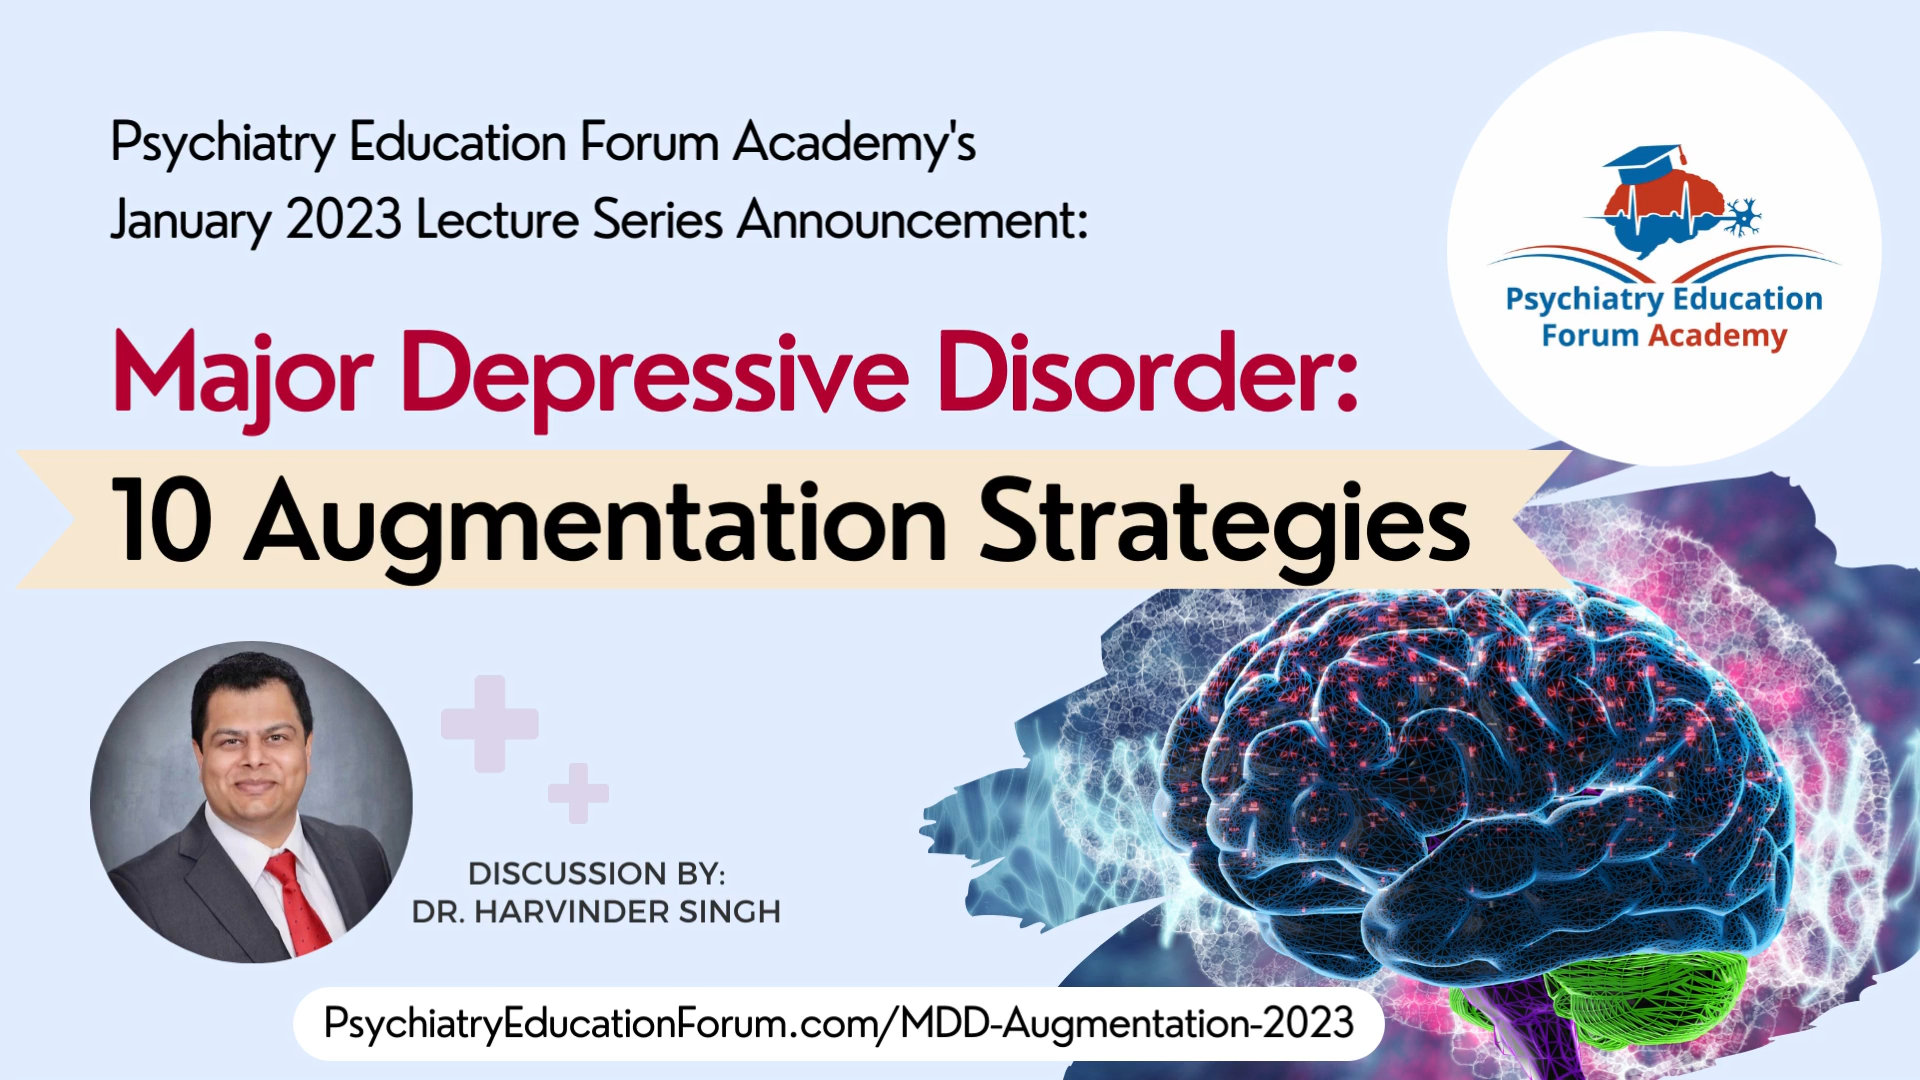 Psychiatry Education Forum Academy's
January 2023 Lecture Series Announcement:
Psychiatry Education
Forum Academy
Major Depressive Disorder:
10 Augmentation Strategies
DISCUSSION BY:
DR. HARVINDER SINGH
PsychiatryEducationForum.com/MDD-Augmentation-2023